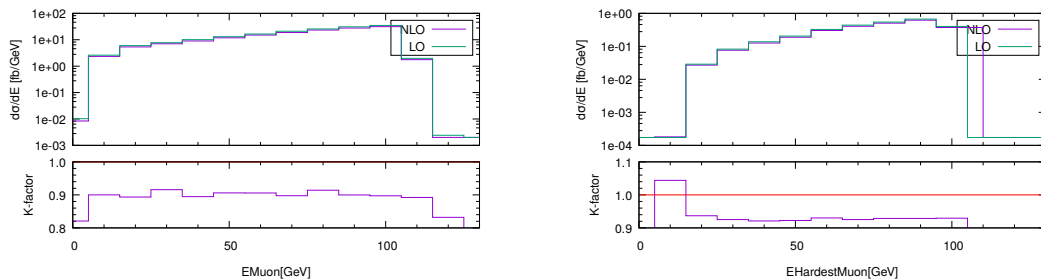 1e+02
1e+01
1e+00
1e-01
1e-02
1e-03
dσ/dE [fb/GeV]
NLO
LO
1.0
0.9
0.8
K-factor
0 50 100
EMuon[GeV]
1e+00
1e-01
1e-02
1e-03
1e-04
dσ/dE [fb/GeV]
NLO
LO
1.1
1.0
0.9
K-factor
0 50 100
EHardestMuon[GeV]